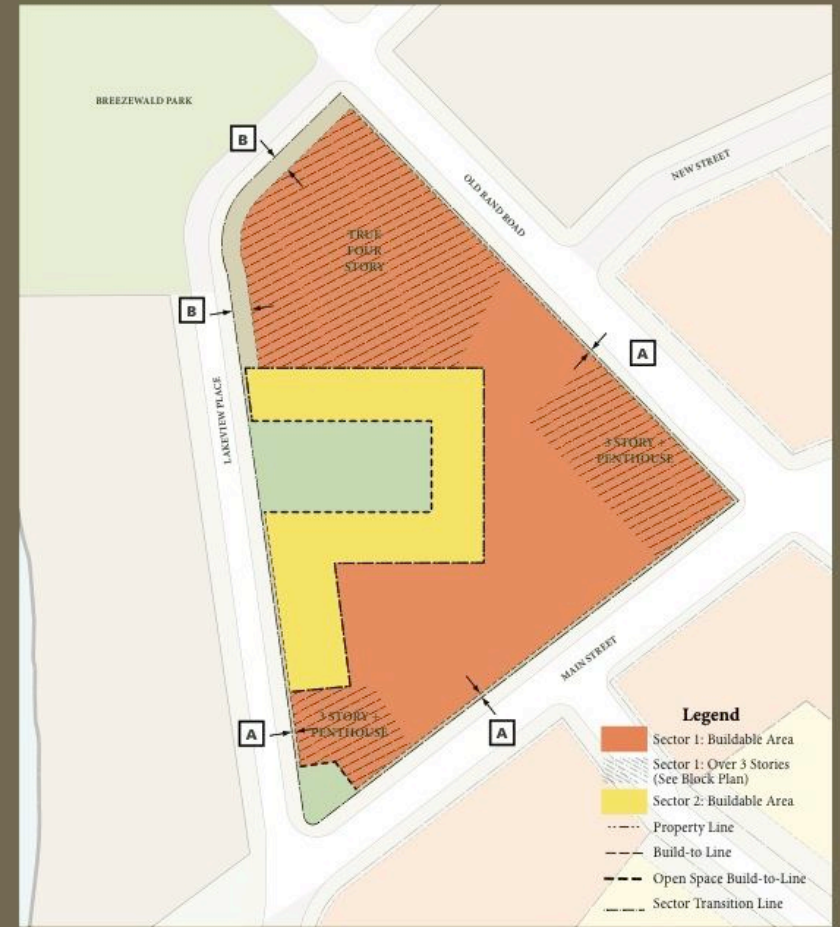 BREEZEWALD PARK
B
OLD RAND ROAD
NEW STREET
TRUE
FOUR
STORY
B
A
LAKEVIEW PLACE
3 STORY +
PENTHOUSE
MAIN STREET
3 STORY +
PENTHOUSE
A
A
Legend
Sector 1: Buildable Area
Sector 1: Over 3 Stories
(See Block Plan)
Sector 2: Buildable Area
Property Line
Build-to Line
Open Space Build-to-Line
Sector Transition Line